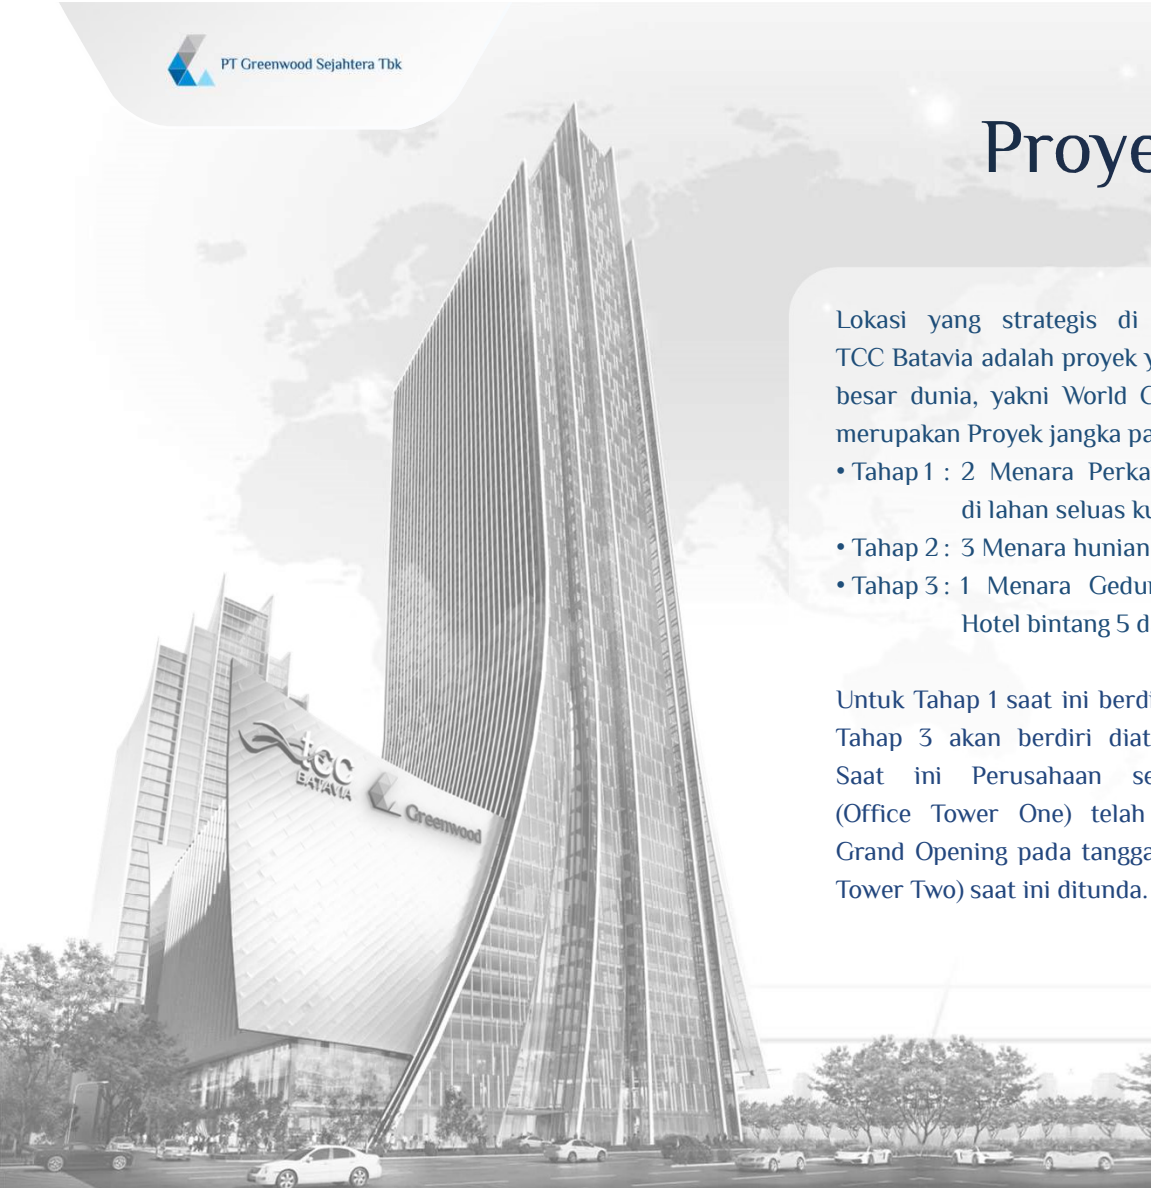 PT Greenwood Sejahtera Tbk
Lokasi yang strategis di
TCC Batavia adalah proyek
besar dunia, yakni World
merupakan Proyek jangka
• Tahap 1 : 2 Menara
di lahan seluas
• Tahap 2 : 3 Menara hunian
• Tahap 3 : 1 Menara
Hotel bintang 5
Untuk Tahap 1 saat ini
Tahap 3 akan berdiri
Saat ini Perusahaan
(Office Tower One) telah
Grand Opening pada
Tower Two) saat ini ditunda.
tcc
BATAVIA
Greenwood